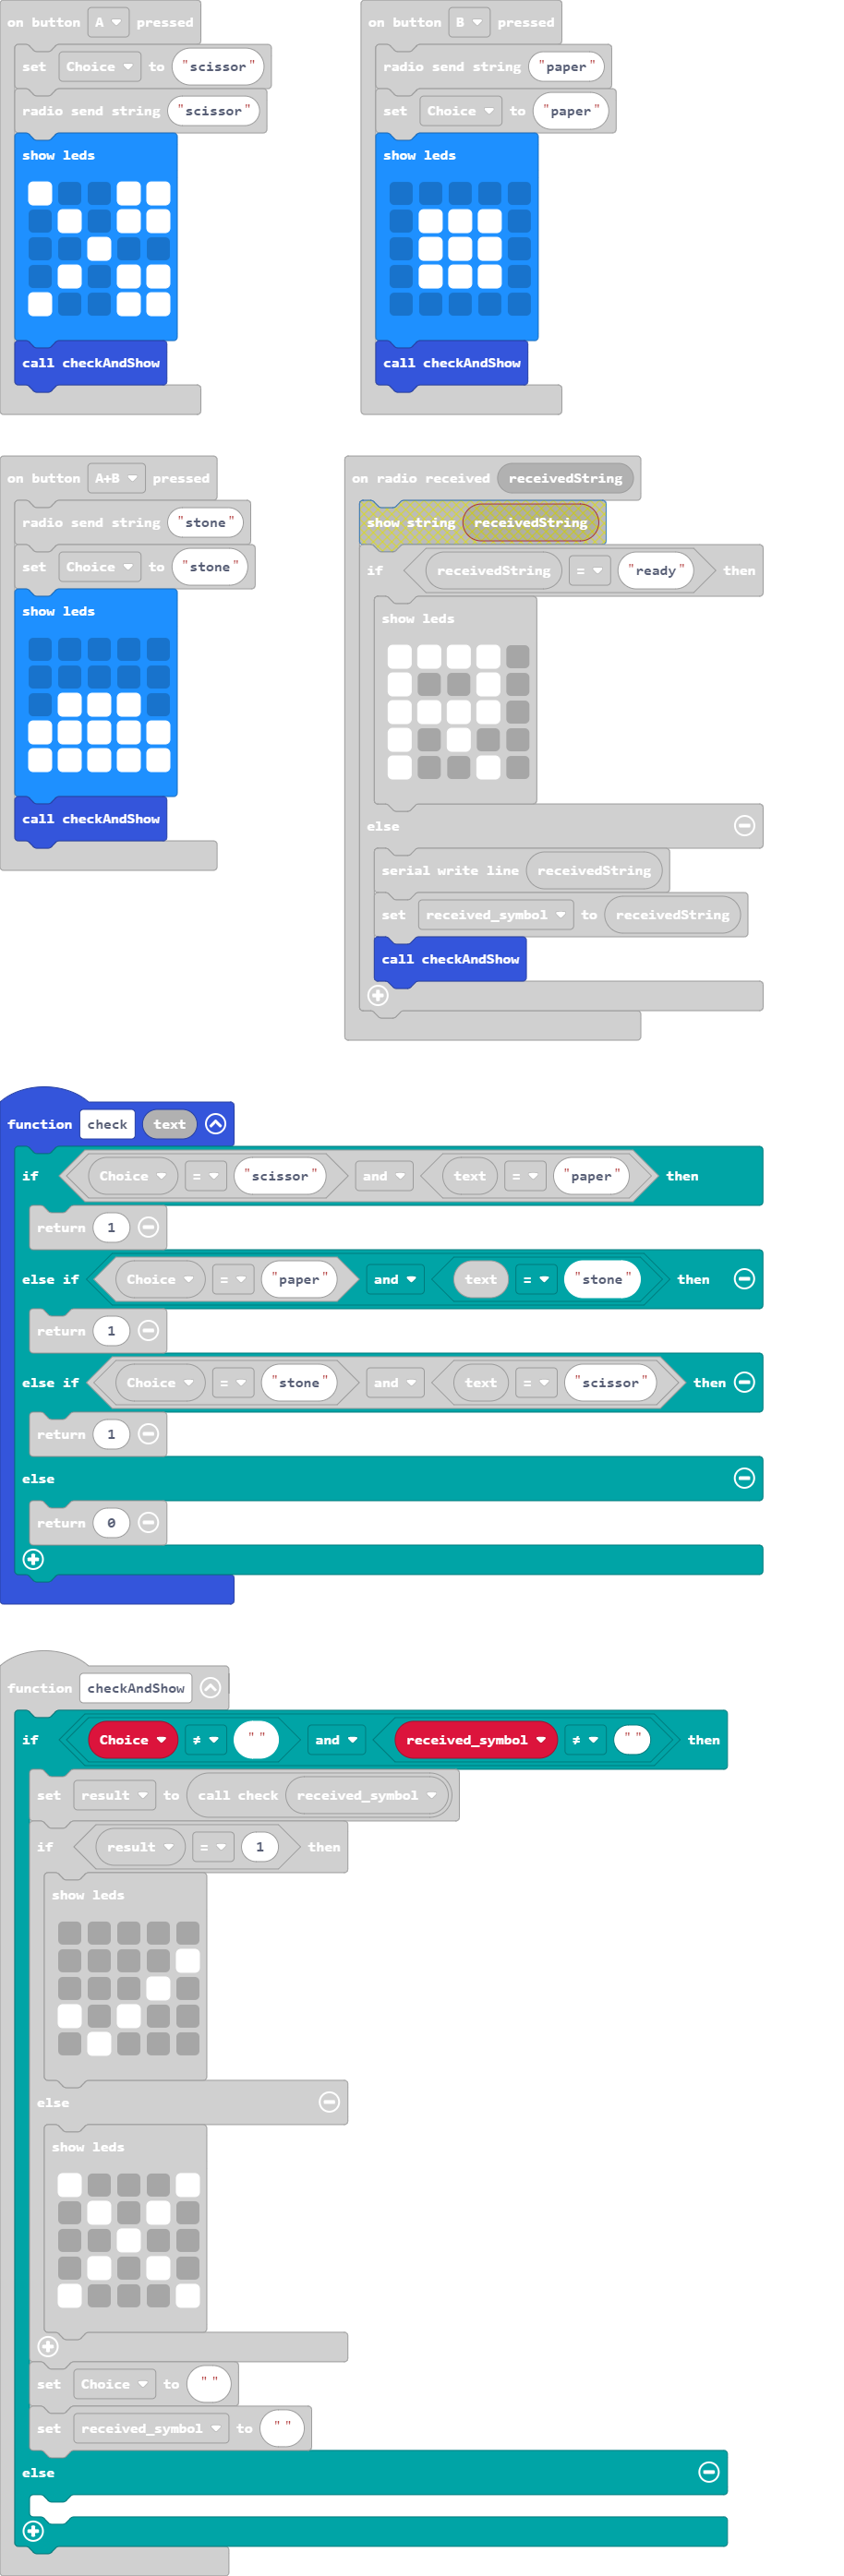 on button A pressed
set Choice to "scissor"
radio send string "scissor"
show leds
call checkAndShow
on button B pressed
radio send string "paper"
set Choice to "paper"
show leds
call checkAndShow
on button A+B pressed
radio send string "stone"
set Choice to "stone"
show leds
call checkAndShow
on radio received receivedString
show string receivedString
if receivedString = "ready" then
show leds
else
serial write line receivedString
set received_symbol to receivedString
call checkAndShow
function check text
if Choice = "scissor" and text = "paper" then
return 1
else if Choice = "paper" and text = "stone" then
return 1
else if Choice = "stone" and text = "scissor" then
return 1
else
return 0
function checkAndShow
if Choice ≠ "" and received_symbol ≠ "" then
set result to call check received_symbol
if result = 1 then
show leds
else
show leds
set Choice to ""
set received_symbol to ""
else